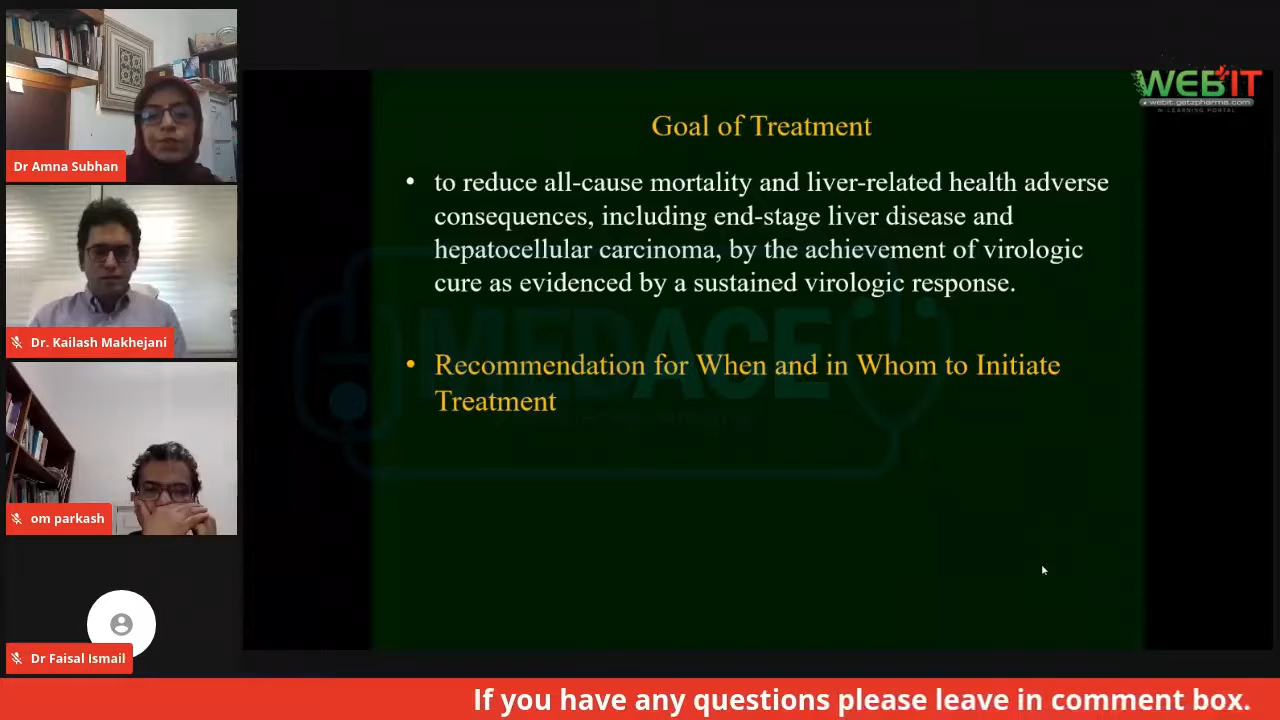 Dr Amna Subhan
Dr. Kailash Makhejani
om parkash
Dr Faisal Ismail
WEBIT
webit.getzpharma.com
E-LEARNING PORTAL
Goal of Treatment
• to reduce all-cause mortality and liver-related health adverse
consequences, including end-stage liver disease and
hepatocellular carcinoma, by the achievement of virologic
cure as evidenced by a sustained virologic response.
• Recommendation for When and in Whom to Initiate
Treatment
MEDACE
If you have any questions please leave in comment box.